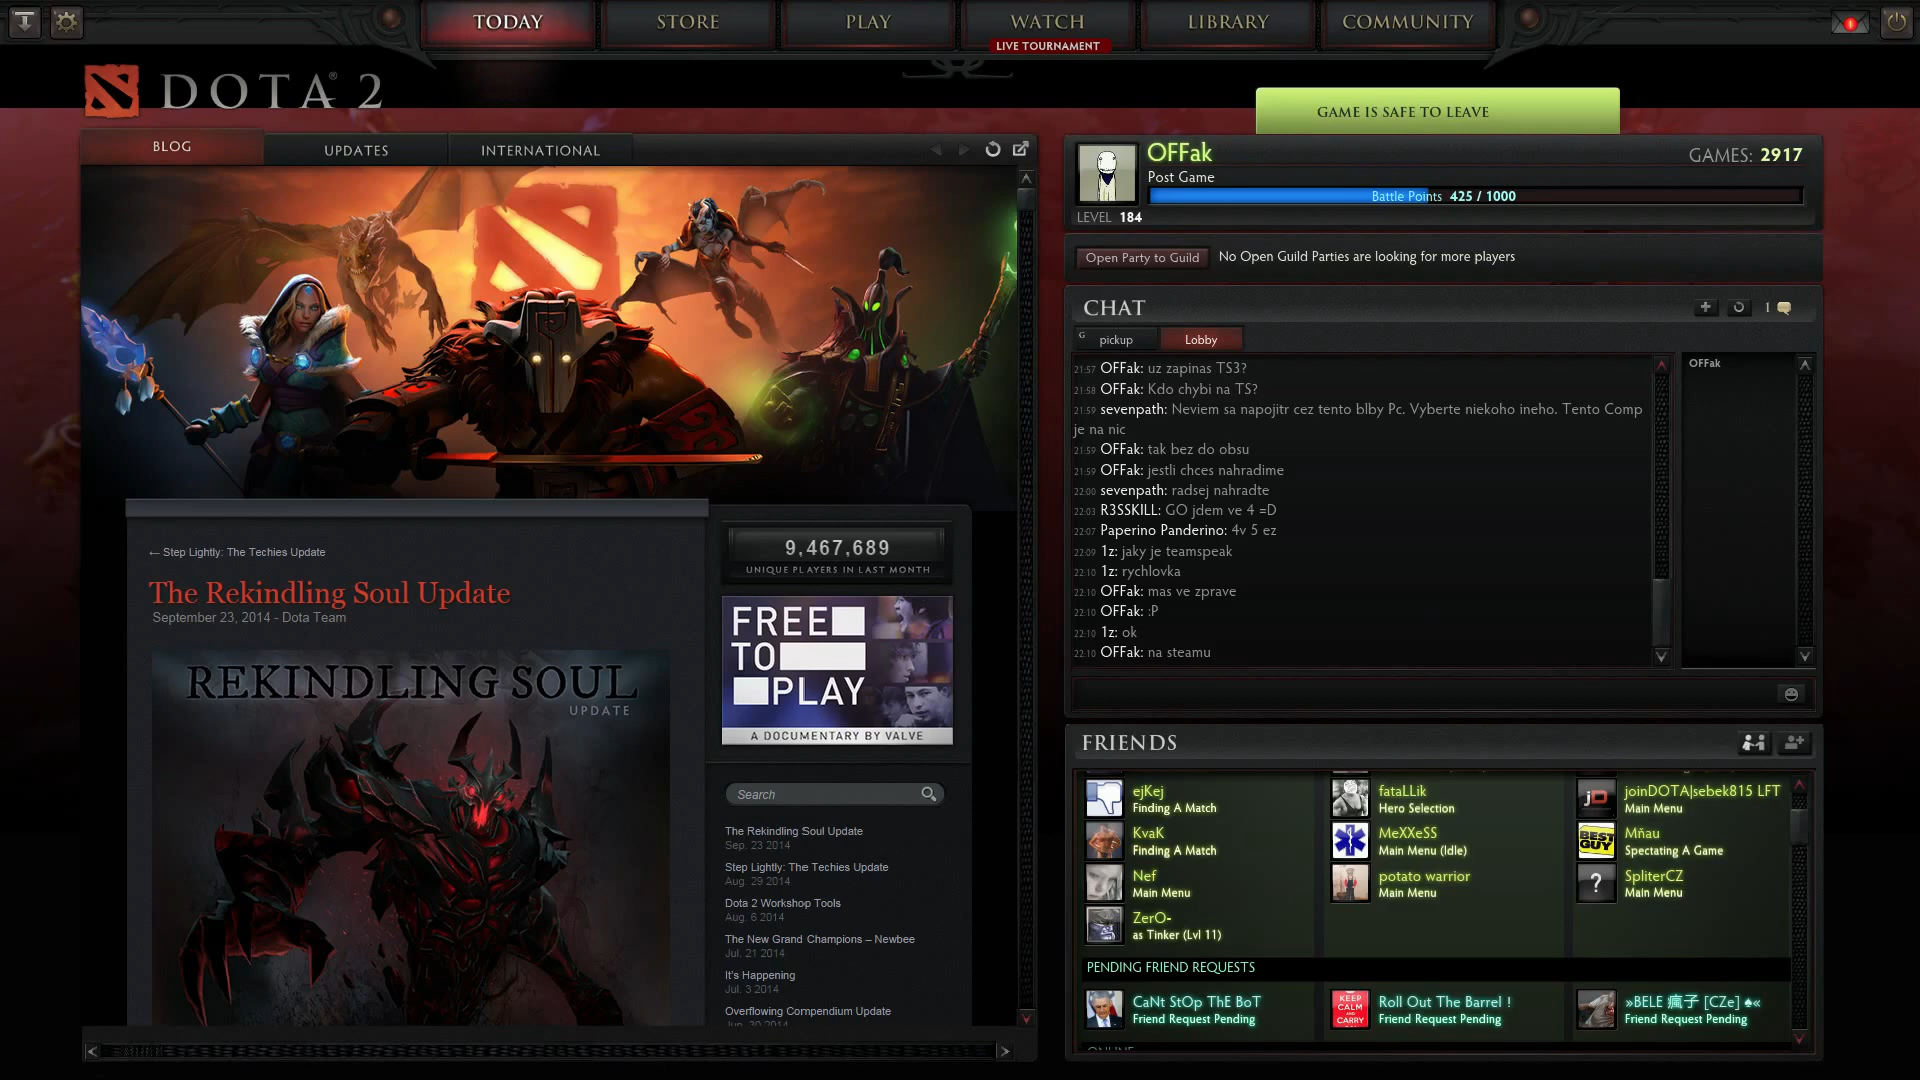 TODAY
STORE
PLAY
WATCH
LIVE TOURNAMENT
LIBRARY
COMMUNITY
DOTA® 2
GAME IS SAFE TO LEAVE
BLOG
UPDATES
INTERNATIONAL
OFFak
GAMES: 2917
Post Game
Battle Points 425 / 1000
LEVEL 184
Open Party to Guild
No Open Guild Parties are looking for more players
CHAT
1
G pickup
Lobby
21:57 OFFak: uz zapinas TS3?
21:58 OFFak: Kdo chybi na TS?
21:59 sevenpath: Neviem sa napojitr cez tento blby Pc. Vyberte niekoho ineho. Tento Comp
je na nic
21:59 OFFak: tak bez do obsu
21:59 OFFak: jestli chces nahradime
22:00 sevenpath: radsej nahradte
22:03 R3SSKILL: GO jdem ve 4 =D
22:07 Paperino Panderino: 4v 5 ez
22:09 1z: jaky je teamspeak
22:10 1z: rychlovka
22:10 OFFak: mas ve zprave
22:10 OFFak: :P
22:10 1z: ok
22:10 OFFak: na steamu
OFFak
← Step Lightly: The Techies Update
The Rekindling Soul Update
September 23, 2014 - Dota Team
REKINDLING SOUL
UPDATE
9,467,689
UNIQUE PLAYERS IN LAST MONTH
FREE
TO
PLAY
A DOCUMENTARY BY VALVE
Search
The Rekindling Soul Update
Sep. 23 2014
Step Lightly: The Techies Update
Aug. 29 2014
Dota 2 Workshop Tools
Aug. 6 2014
The New Grand Champions – Newbee
Jul. 21 2014
It's Happening
Jul. 3 2014
Overflowing Compendium Update
Jun. 30 2014
FRIENDS
ejKej
Finding A Match
fataLLik
Hero Selection
jD
joinDOTA|sebek815 LFT
Main Menu
KvaK
Finding A Match
MeXXeSS
Main Menu (Idle)
BEST
GUY
Mňau
Spectating A Game
Nef
Main Menu
potato warrior
Main Menu
?
SpliterCZ
Main Menu
ZerO-
as Tinker (Lvl 11)
PENDING FRIEND REQUESTS
CaNt StOp ThE BoT
Friend Request Pending
KEEP
CALM
AND
CARRY
Roll Out The Barrel !
Friend Request Pending
»BELE 瘋子 [CZe] ♠«
Friend Request Pending
ONLINE